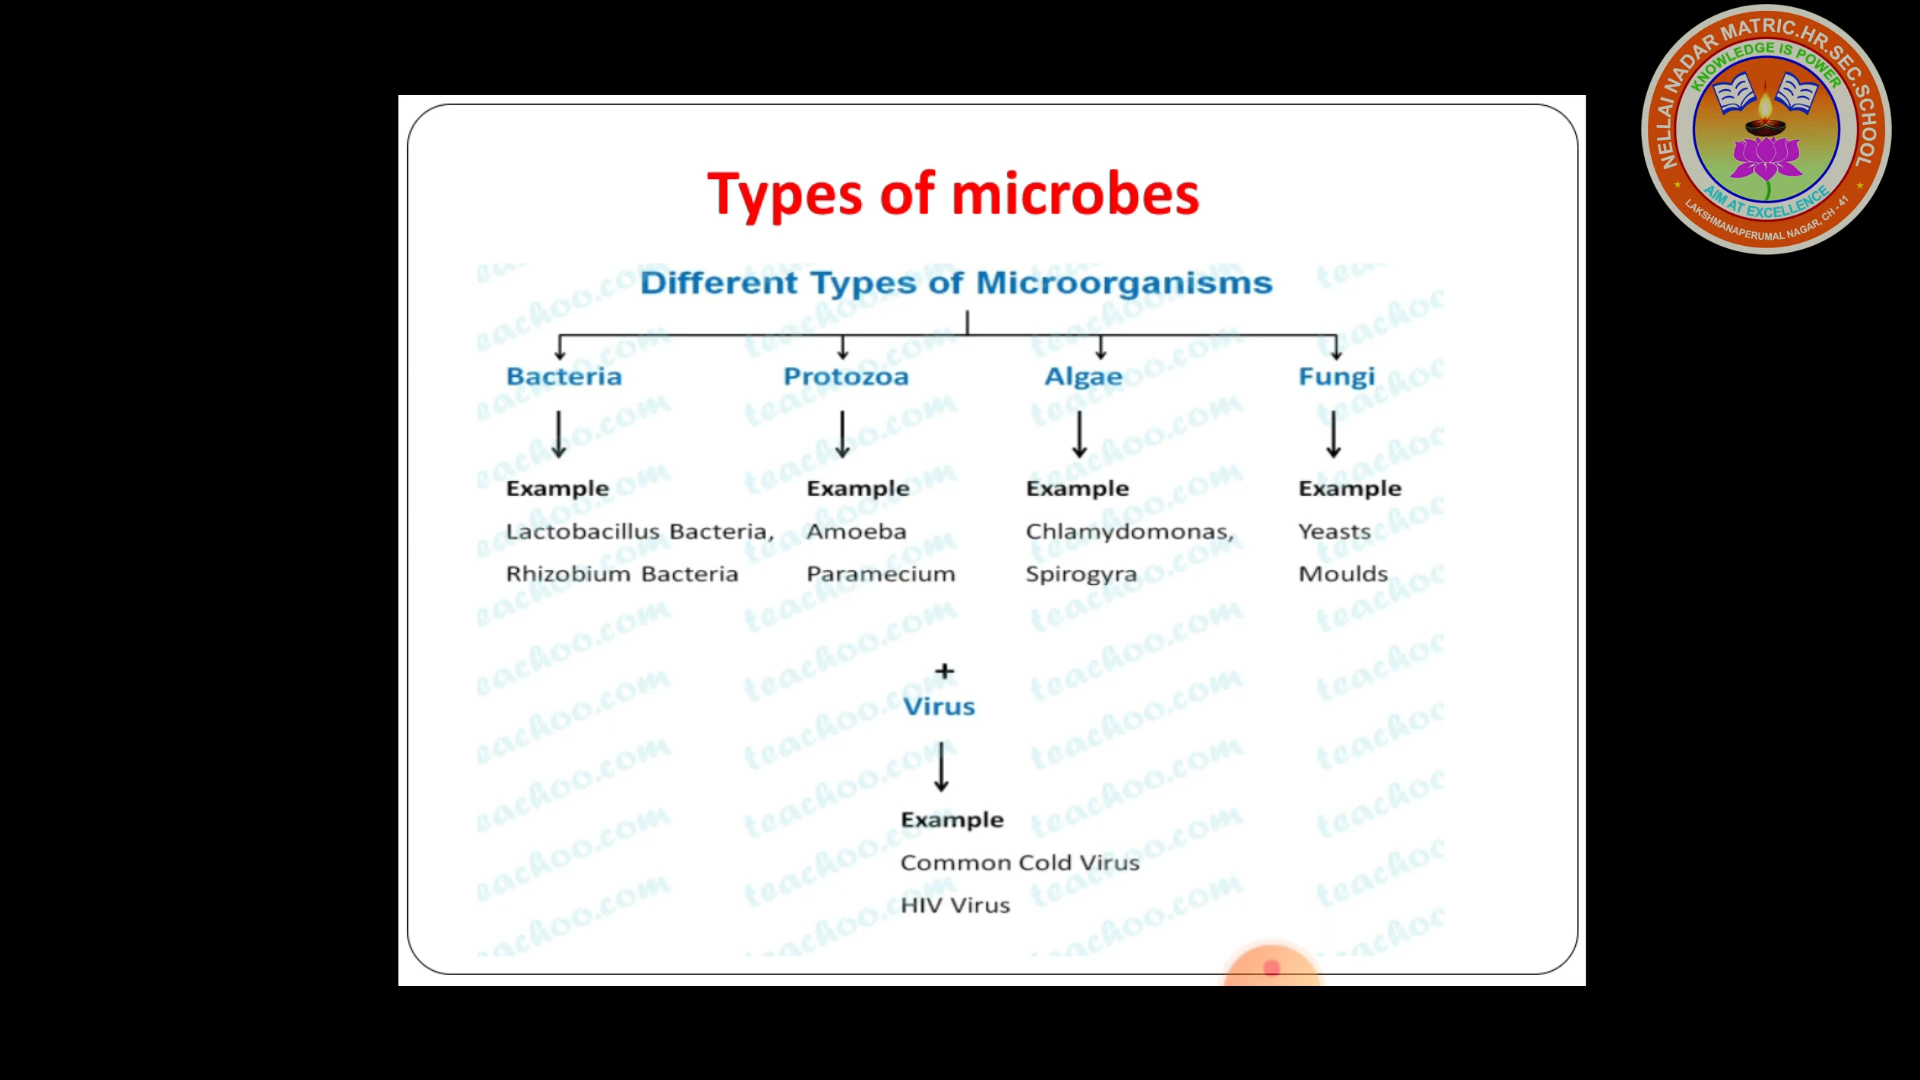 Types of microbes
Different Types of Microorganisms
Bacteria Protozoa Algae Fungi
Example Example Example Example
Lactobacillus Bacteria, Amoeba Chlamydomonas, Yeasts
Rhizobium Bacteria Paramecium Spirogyra Moulds
+
Virus
Example
Common Cold Virus
HIV Virus
NELLAI NADAR MATRIC.HR.SEC.SCHOOL
KNOWLEDGE IS POWER
AIM AT EXCELLENCE
LAKSHMANAPERUMAL NAGAR, CH - 41
teachoo.com